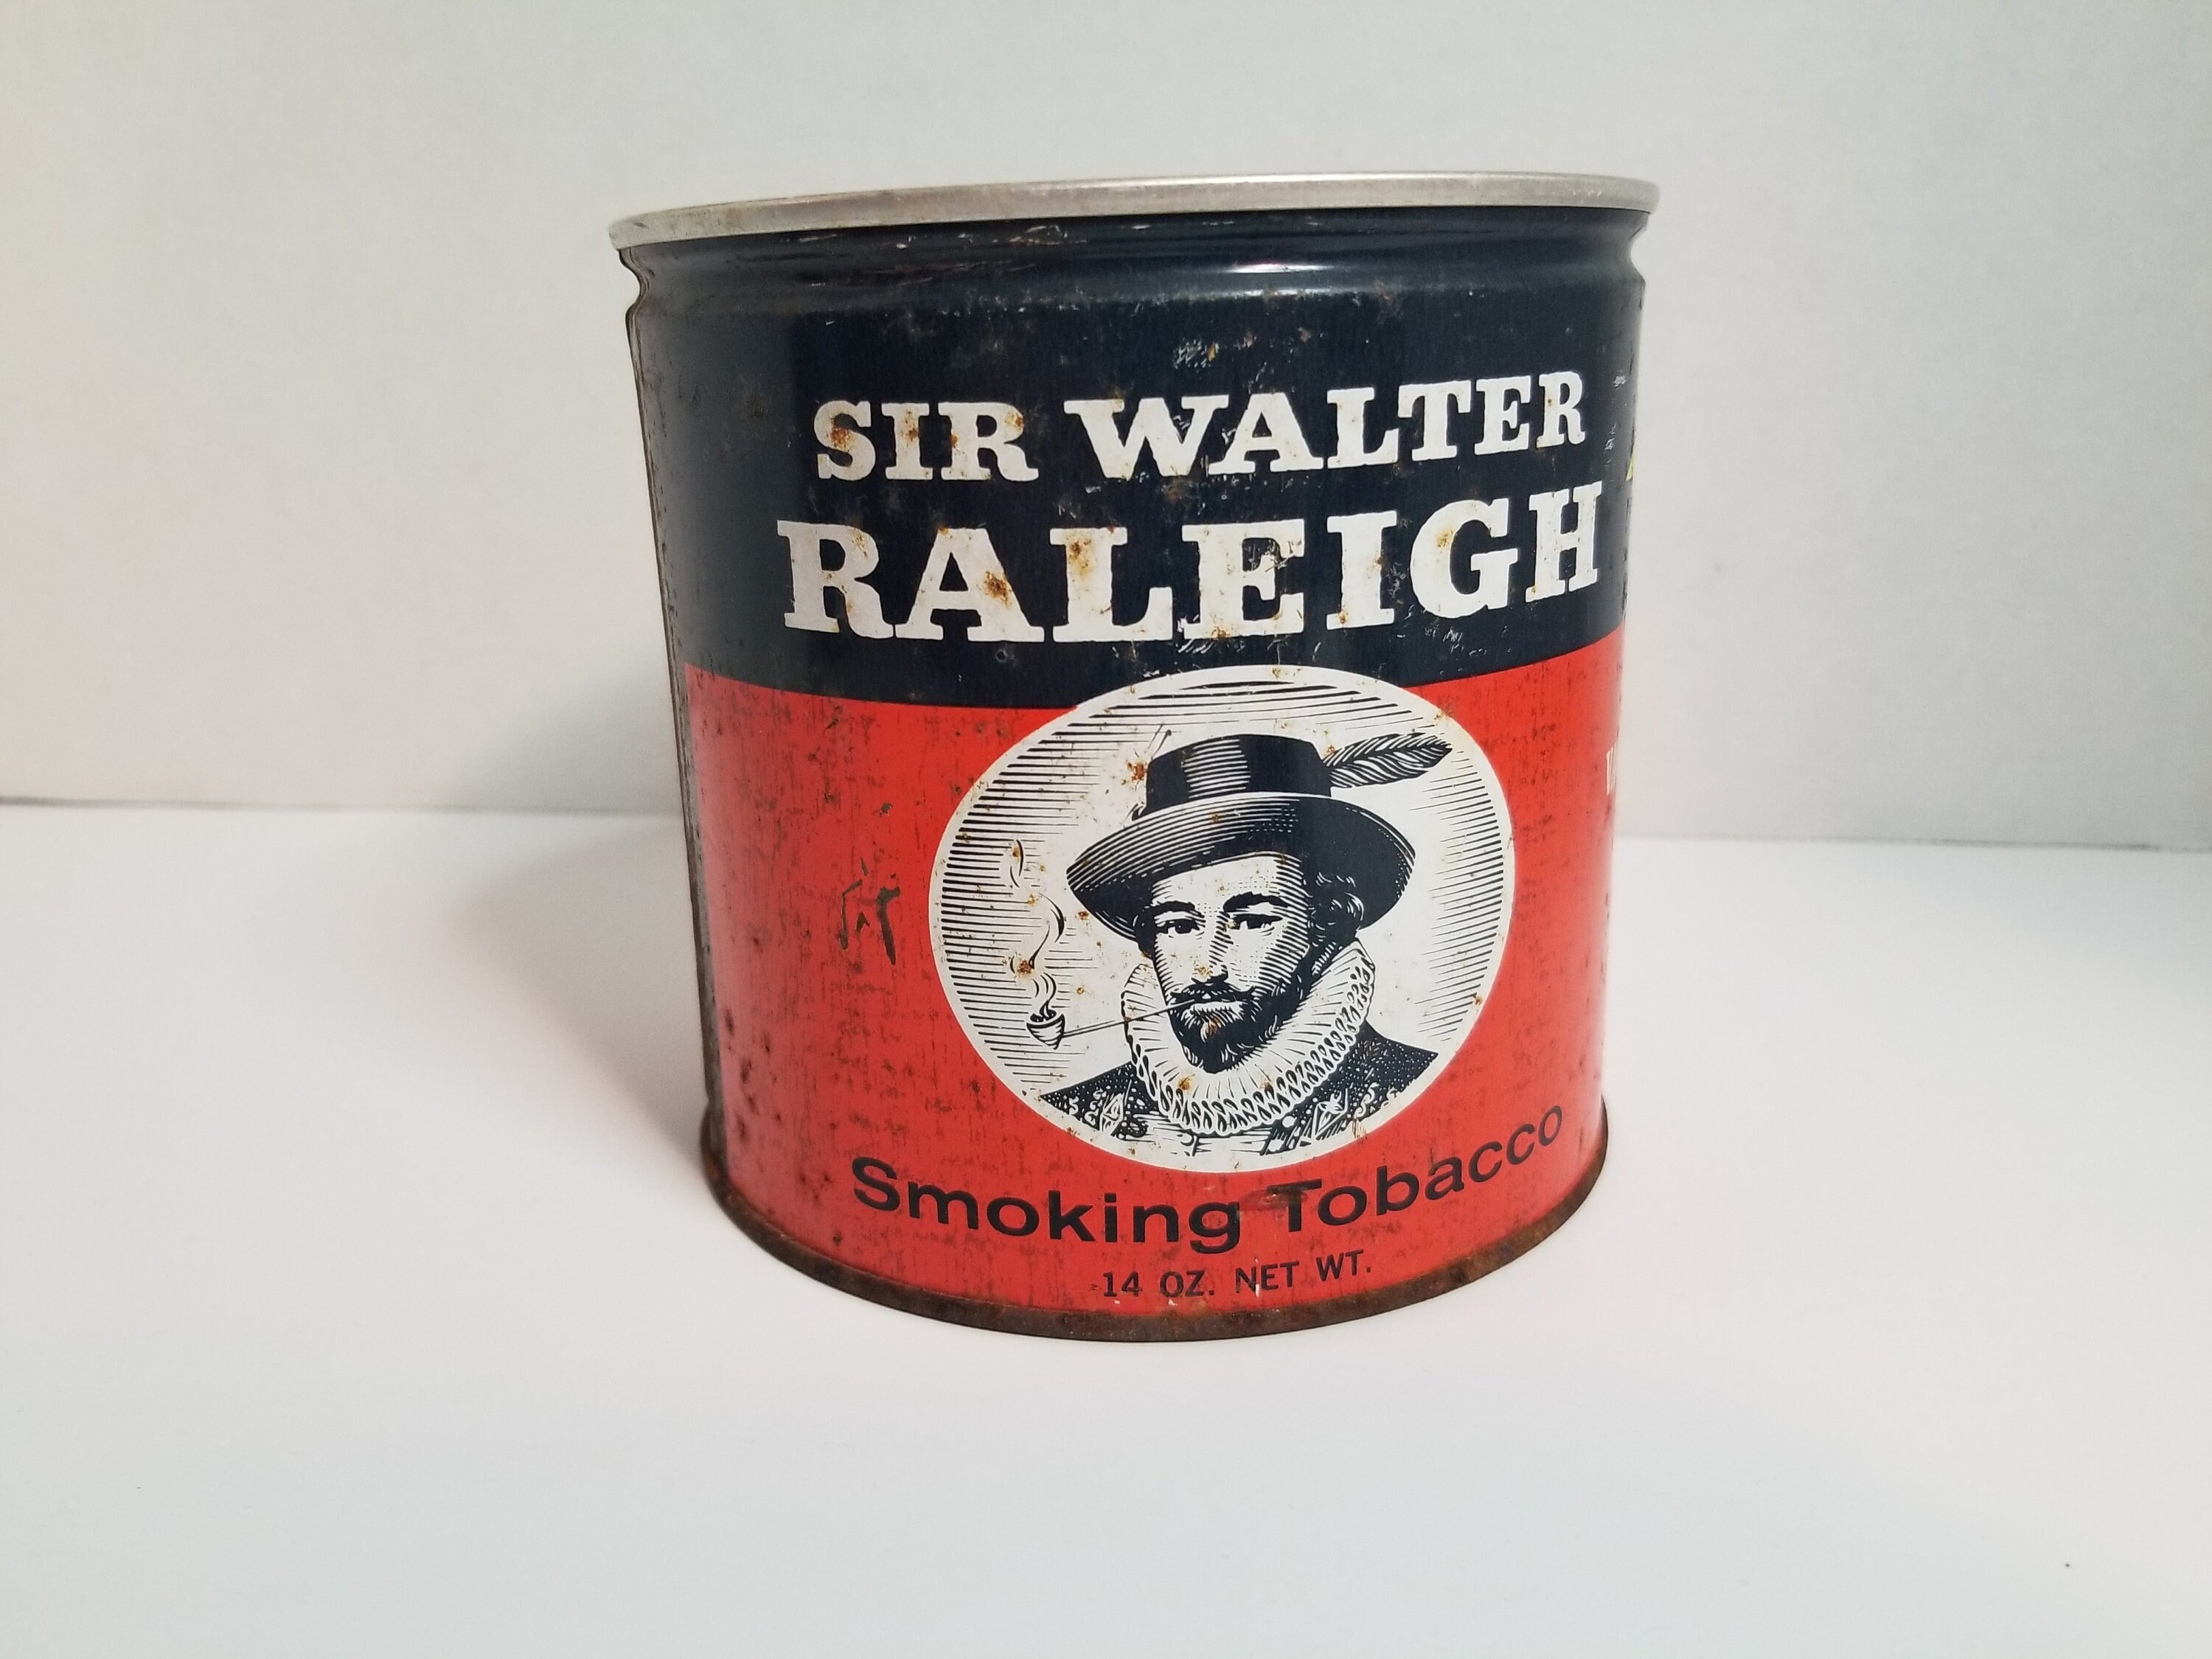 SIR WALTER
RALEIGH
Smoking Tobacco
14 OZ. NET WT.